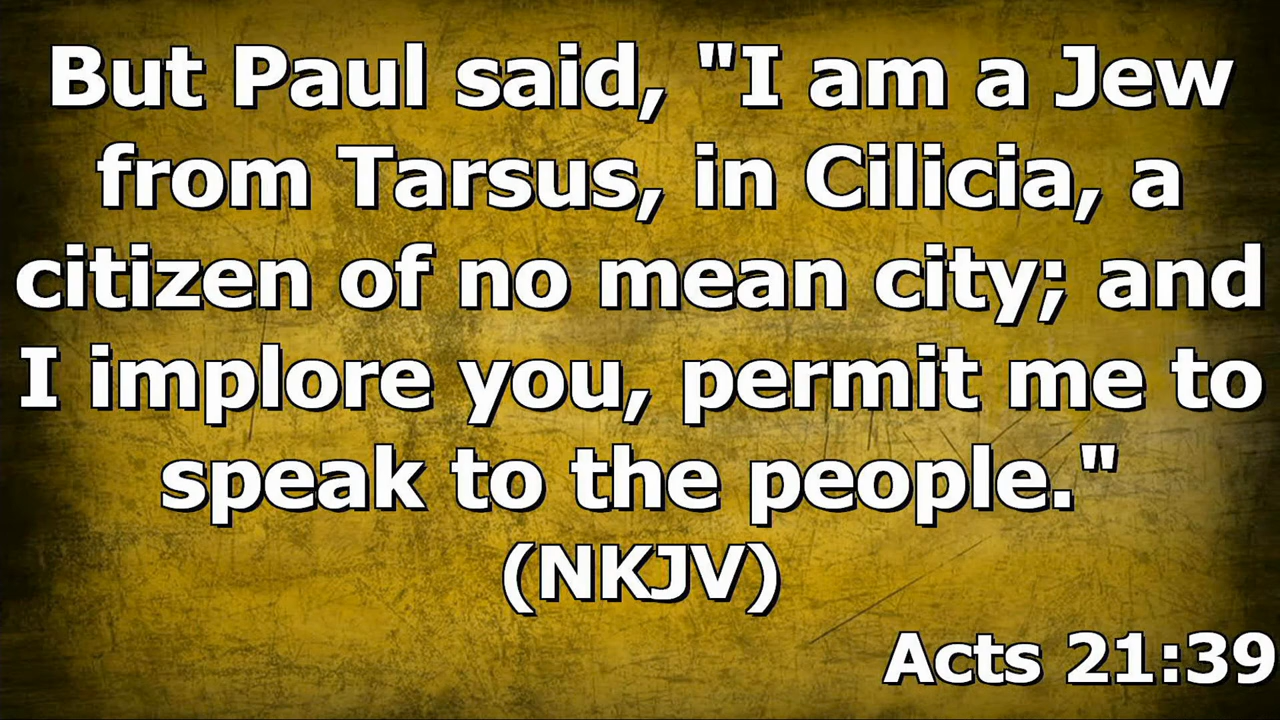 But Paul said, "I am a Jew
from Tarsus, in Cilicia, a
citizen of no mean city; and
I implore you, permit me to
speak to the people."
(NKJV)
Acts 21:39